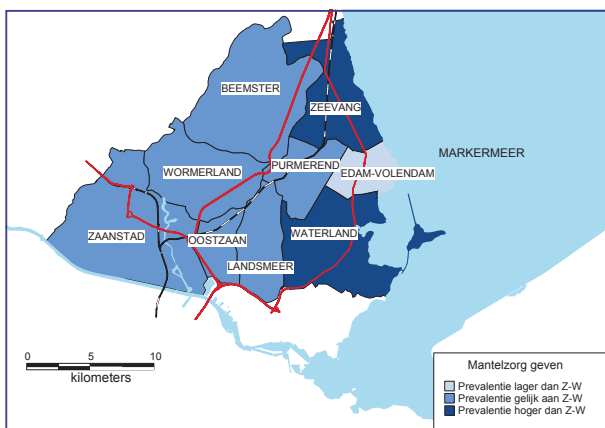 BEEMSTER
ZEEVANG
MARKERMEER
PURMEREND
WORMERLAND
EDAM-VOLENDAM
ZAANSTAD
OOSTZAAN
WATERLAND
LANDSMEER
0 5 10
kilometers
Mantelzorg geven
Prevalentie lager dan Z-W
Prevalentie gelijk aan Z-W
Prevalentie hoger dan Z-W